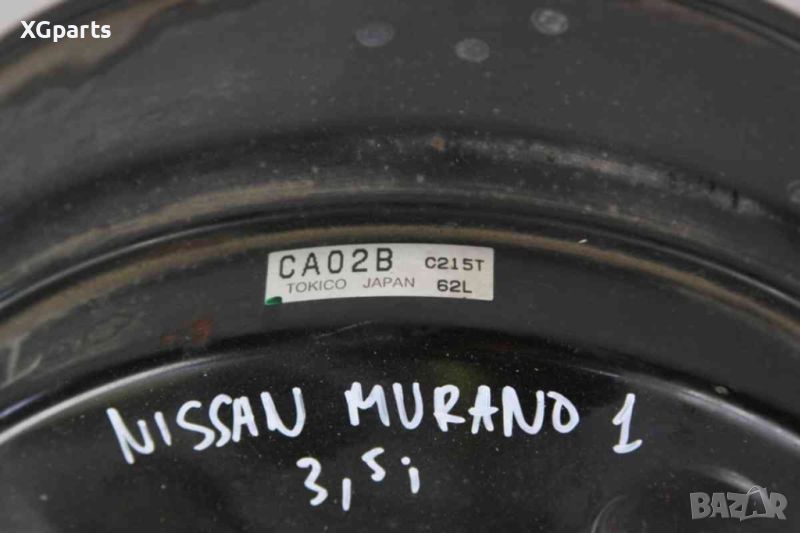 XGparts
CA02B C215T
TOKICO JAPAN 62L
NISSAN MURANO 1
3,5i
BAZAR